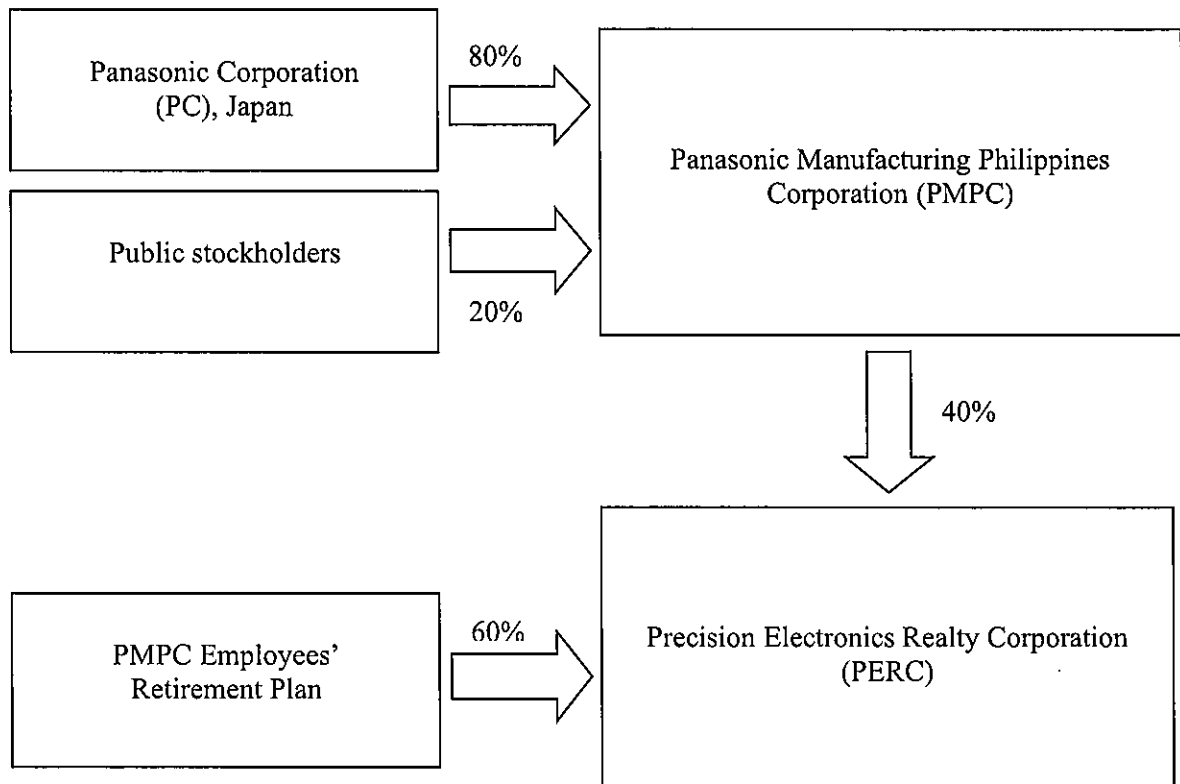 Panasonic Corporation
(PC), Japan
80%
Panasonic Manufacturing Philippines
Corporation (PMPC)
Public stockholders
20%
40%
PMPC Employees’
Retirement Plan
60%
Precision Electronics Realty Corporation
(PERC)